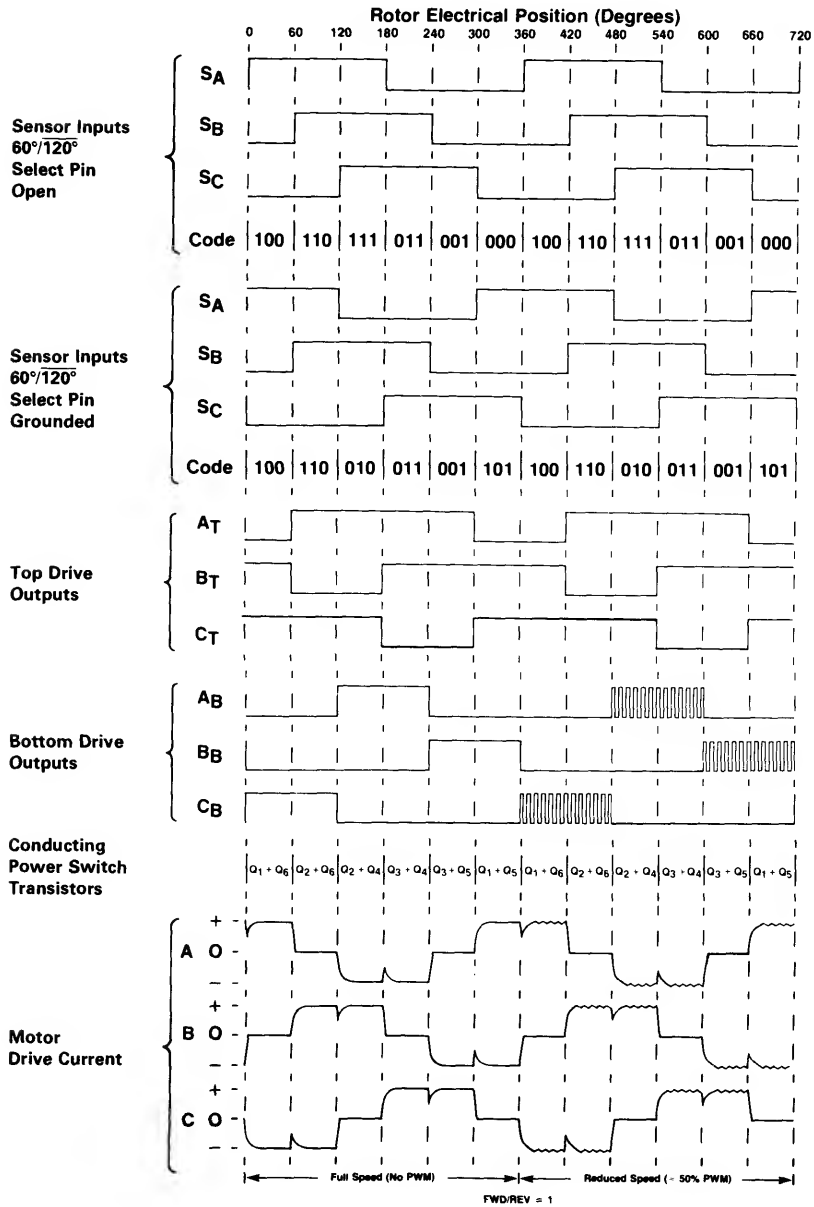 Rotor Electrical Position (Degrees)
0 60 120 180 240 300 360 420 480 540 600 660 720
Sensor Inputs
60°/120°
Select Pin
Open
SA
SB
SC
Code 100 110 111 011 001 000 100 110 111 011 001 000
Sensor Inputs
60°/120°
Select Pin
Grounded
SA
SB
SC
Code 100 110 010 011 001 101 100 110 010 011 001 101
Top Drive
Outputs
AT
BT
CT
Bottom Drive
Outputs
AB
BB
CB
Conducting
Power Switch
Transistors
Q1 + Q6 Q2 + Q6 Q2 + Q4 Q3 + Q4 Q3 + Q5 Q1 + Q5 Q1 + Q6 Q2 + Q6 Q2 + Q4 Q3 + Q4 Q3 + Q5 Q1 + Q5
Motor
Drive Current
+
A O
−
+
B O
−
+
C O
−
Full Speed (No PWM) Reduced Speed (≈ 50% PWM)
FWD/REV = 1